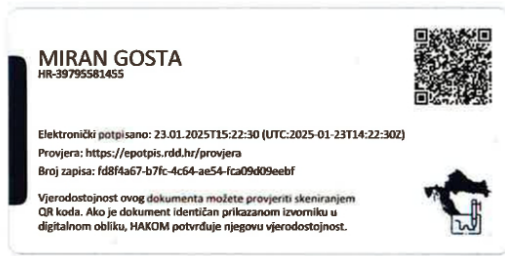 MIRAN GOSTA
HR-39795581455
Elektronički potpisano: 23.01.2025T15:22:30 (UTC:2025-01-23T14:22:30Z)
Provjera: https://epotpis.rdd.hr/provjera
Broj zapisa: fd8f4a67-b7fc-4c64-ae54-fca09d09eebf
Vjerodostojnost ovog dokumenta možete provjeriti skeniranjem
QR koda. Ako je dokument identičan prikazanom izvorniku u
digitalnom obliku, HAKOM potvrđuje njegovu vjerodostojnost.